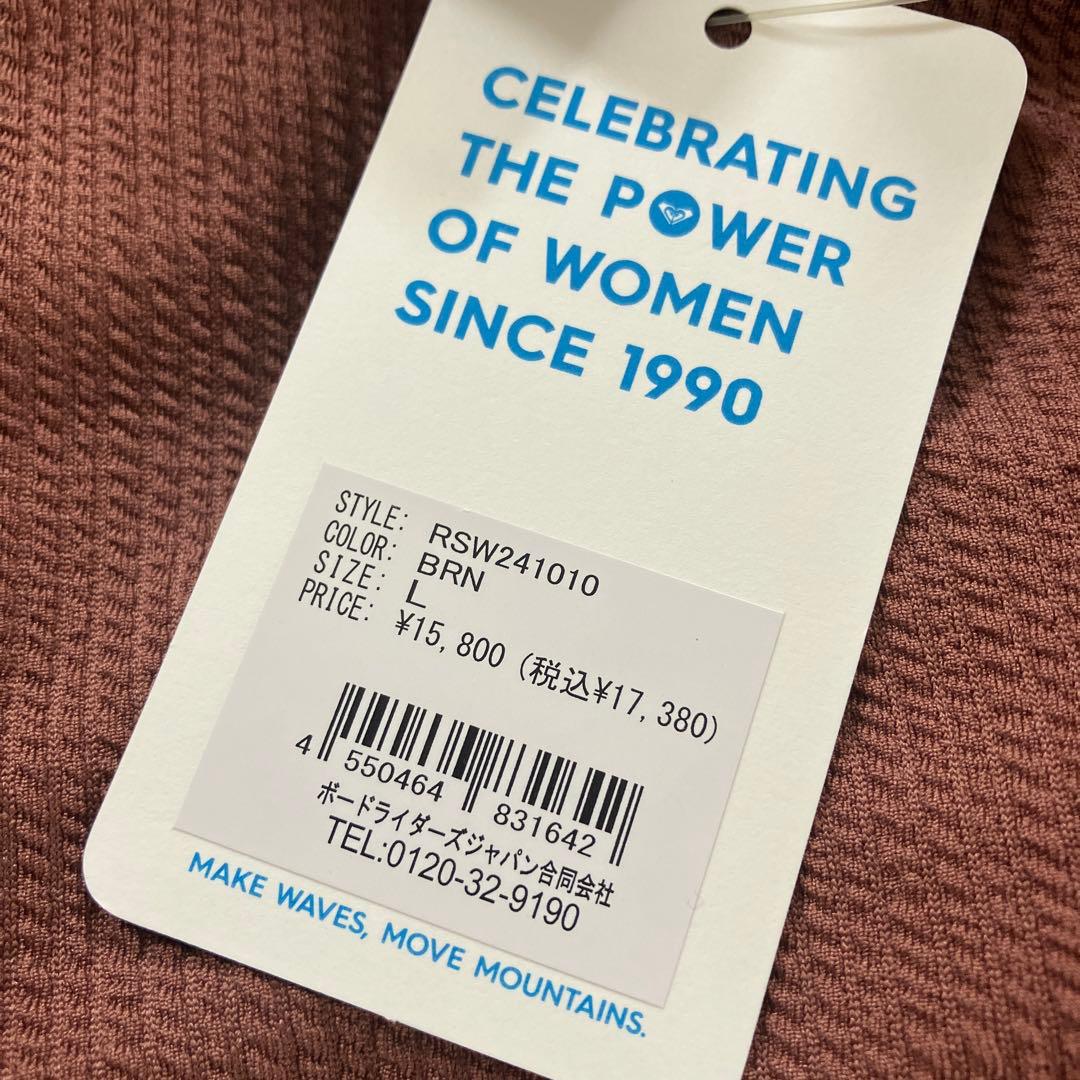 CELEBRATING
THE POWER
OF WOMEN
SINCE 1990
STYLE: RSW241010
COLOR: BRN
SIZE: L
PRICE: ¥15,800 (税込¥17,380)
4 550464 831642
ボードライダーズジャパン合同会社
TEL:0120-32-9190
MAKE WAVES, MOVE MOUNTAINS.